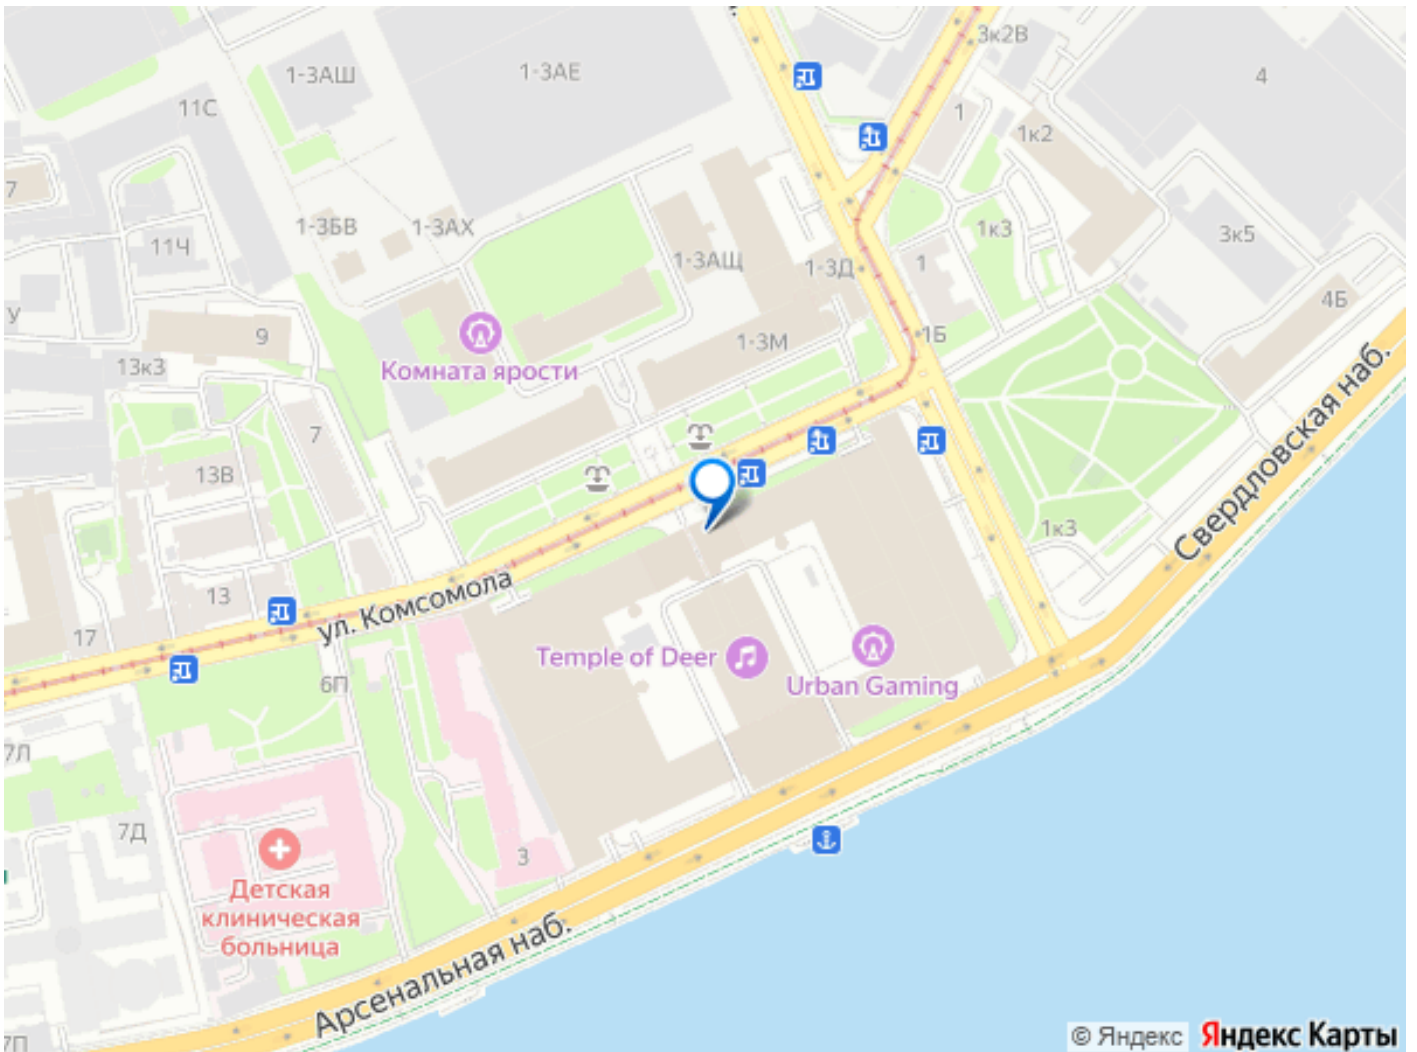 3к2В
1-3АШ
1-3АЕ
4
11С
1
1к2
7
1-3БВ
1-3АХ
1к3
3к5
11Ч
1-3АЩ
1-3Д
1
4Б
У
9
1Б
1-3М
13к3
Комната ярости
Свердловская наб.
7
13В
1к3
ул. Комсомола
13
17
6П
Temple of Deer
Urban Gaming
7Л
7Д
3
Детская
клиническая
больница
Арсенальная наб.
7П
© Яндекс
Яндекс Карты